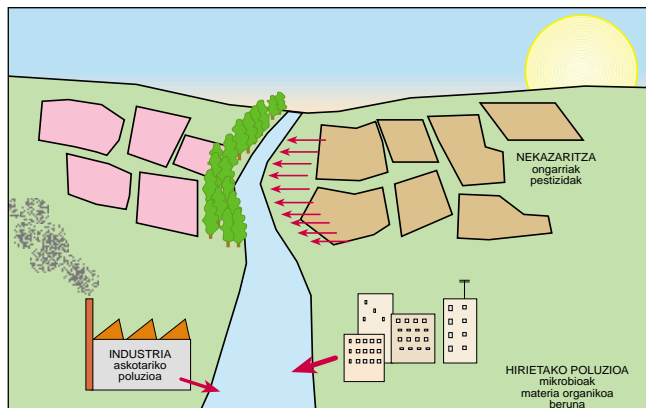 NEKAZARITZA
ongarriak
pestizidak
INDUSTRIA
askotariko
poluzioa
HIRIETAKO POLUZIOA
mikrobioak
materia organikoa
beruna